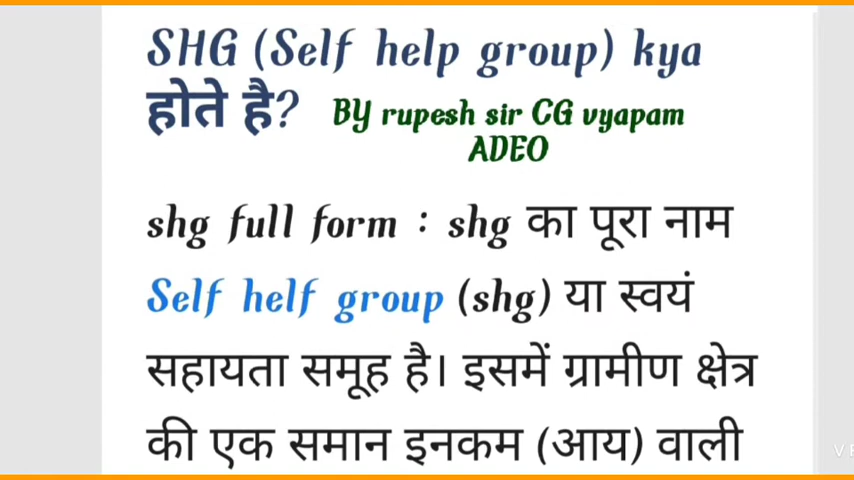 SHG (Self help group) kya
होते है? BY rupesh sir CG vyapam
ADEO
shg full form : shg का पूरा नाम
Self helf group (shg) या स्वयं
सहायता समूह है। इसमें ग्रामीण क्षेत्र
की एक समान इनकम (आय) वाली